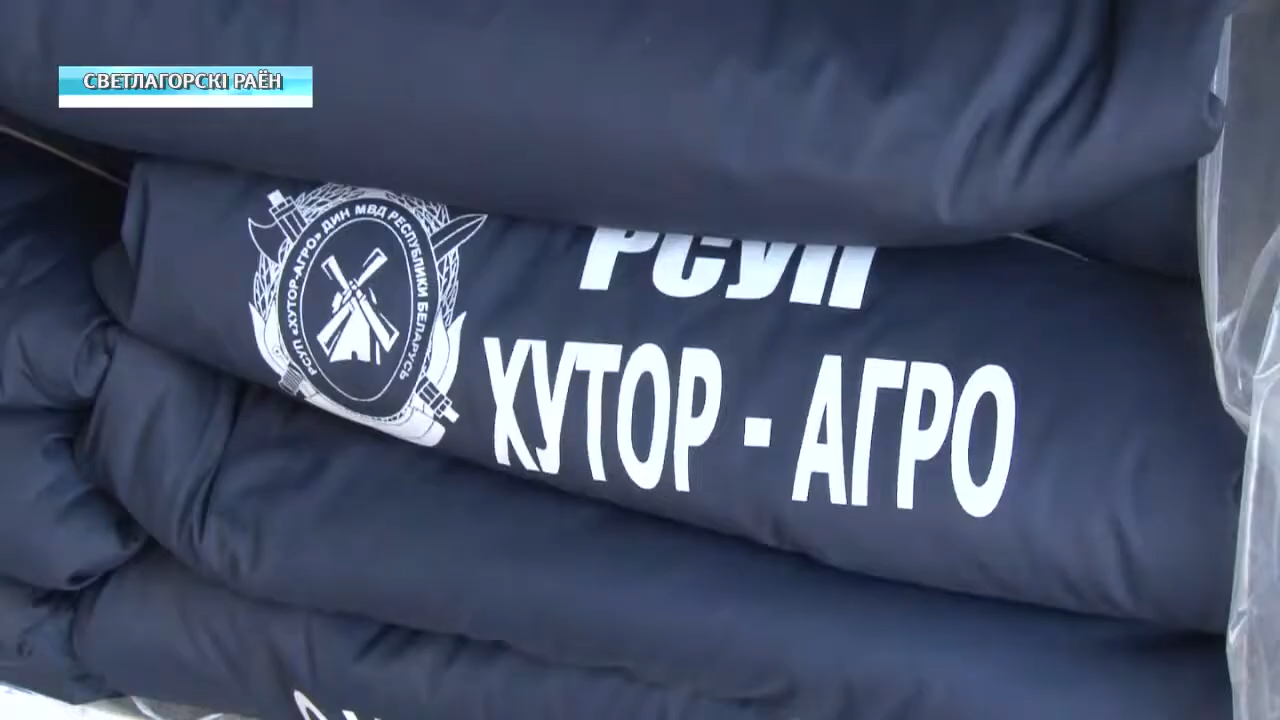 СВЕТЛАГОРСКІ РАЁН
РСУП «ХУТОР-АГРО» ДИН МВД РЕСПУБЛИКИ БЕЛАРУСЬ
РСУП
ХУТОР - АГРО